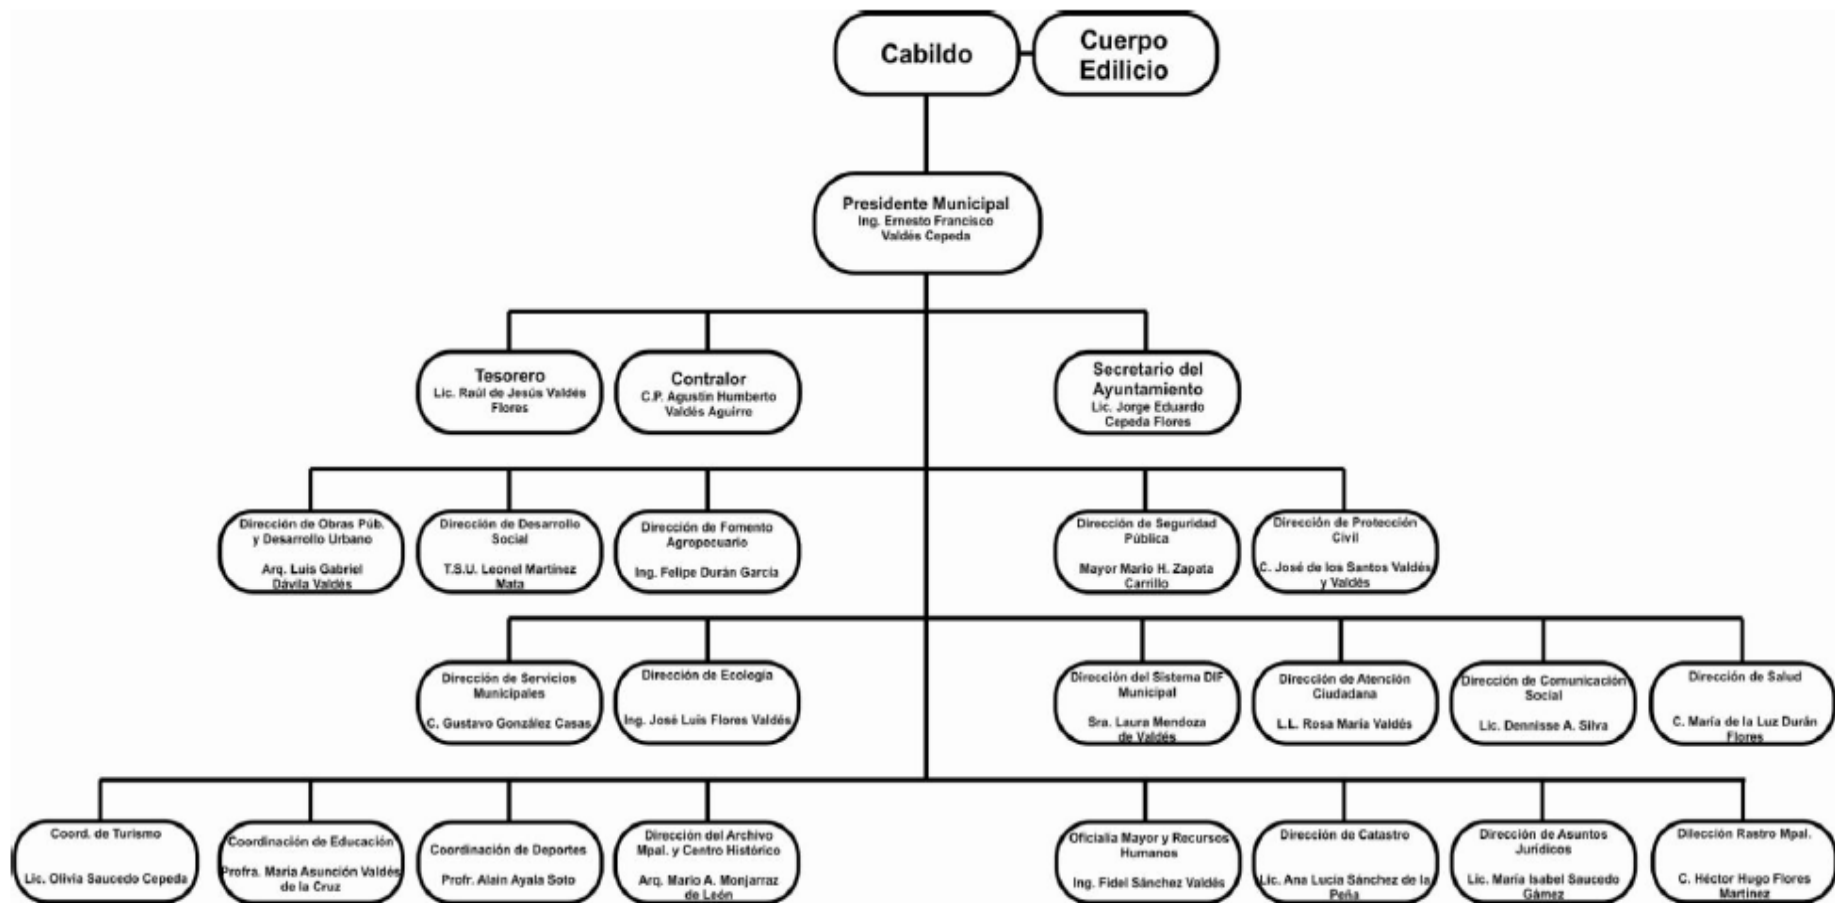 Cabildo
Cuerpo
Edilicio
Presidente Municipal
Ing. Ernesto Francisco
Valdés Cepeda
Tesorero
Lic. Raúl de Jesús Valdés
Flores
Contralor
C.P. Agustín Humberto
Valdés Aguirre
Secretario del
Ayuntamiento
Lic. Jorge Eduardo
Cepeda Flores
Dirección de Obras Púb.
y Desarrollo Urbano
Arq. Luis Gabriel
Dávila Valdés
Dirección de Desarrollo
Social
T.S.U. Leonel Martínez
Mata
Dirección de Fomento
Agropecuario
Ing. Felipe Durán García
Dirección de Seguridad
Pública
Mayor Mario H. Zapata
Carrillo
Dirección de Protección
Civil
C. José de los Santos Valdés
y Valdés
Dirección de Servicios
Municipales
C. Gustavo González Casas
Dirección de Ecología
Ing. José Luis Flores Valdés
Dirección del Sistema DIF
Municipal
Sra. Laura Mendoza
de Valdés
Dirección de Atención
Ciudadana
L.L. Rosa María Valdés
Dirección de Comunicación
Social
Lic. Dennisse A. Silva
Dirección de Salud
C. María de la Luz Durán
Flores
Coord. de Turismo
Lic. Olivia Saucedo Cepeda
Coordinación de Educación
Profra. María Asunción Valdés
de la Cruz
Coordinación de Deportes
Profr. Alain Ayala Soto
Dirección del Archivo
Mpal. y Centro Histórico
Arq. Mario A. Monjarraz
de León
Oficialia Mayor y Recursos
Humanos
Ing. Fidel Sánchez Valdés
Dirección de Catastro
Lic. Ana Lucía Sánchez de la
Peña
Dirección de Asuntos
Jurídicos
Lic. María Isabel Saucedo
Gámez
Dilección Rastro Mpal.
C. Héctor Hugo Flores
Martínez